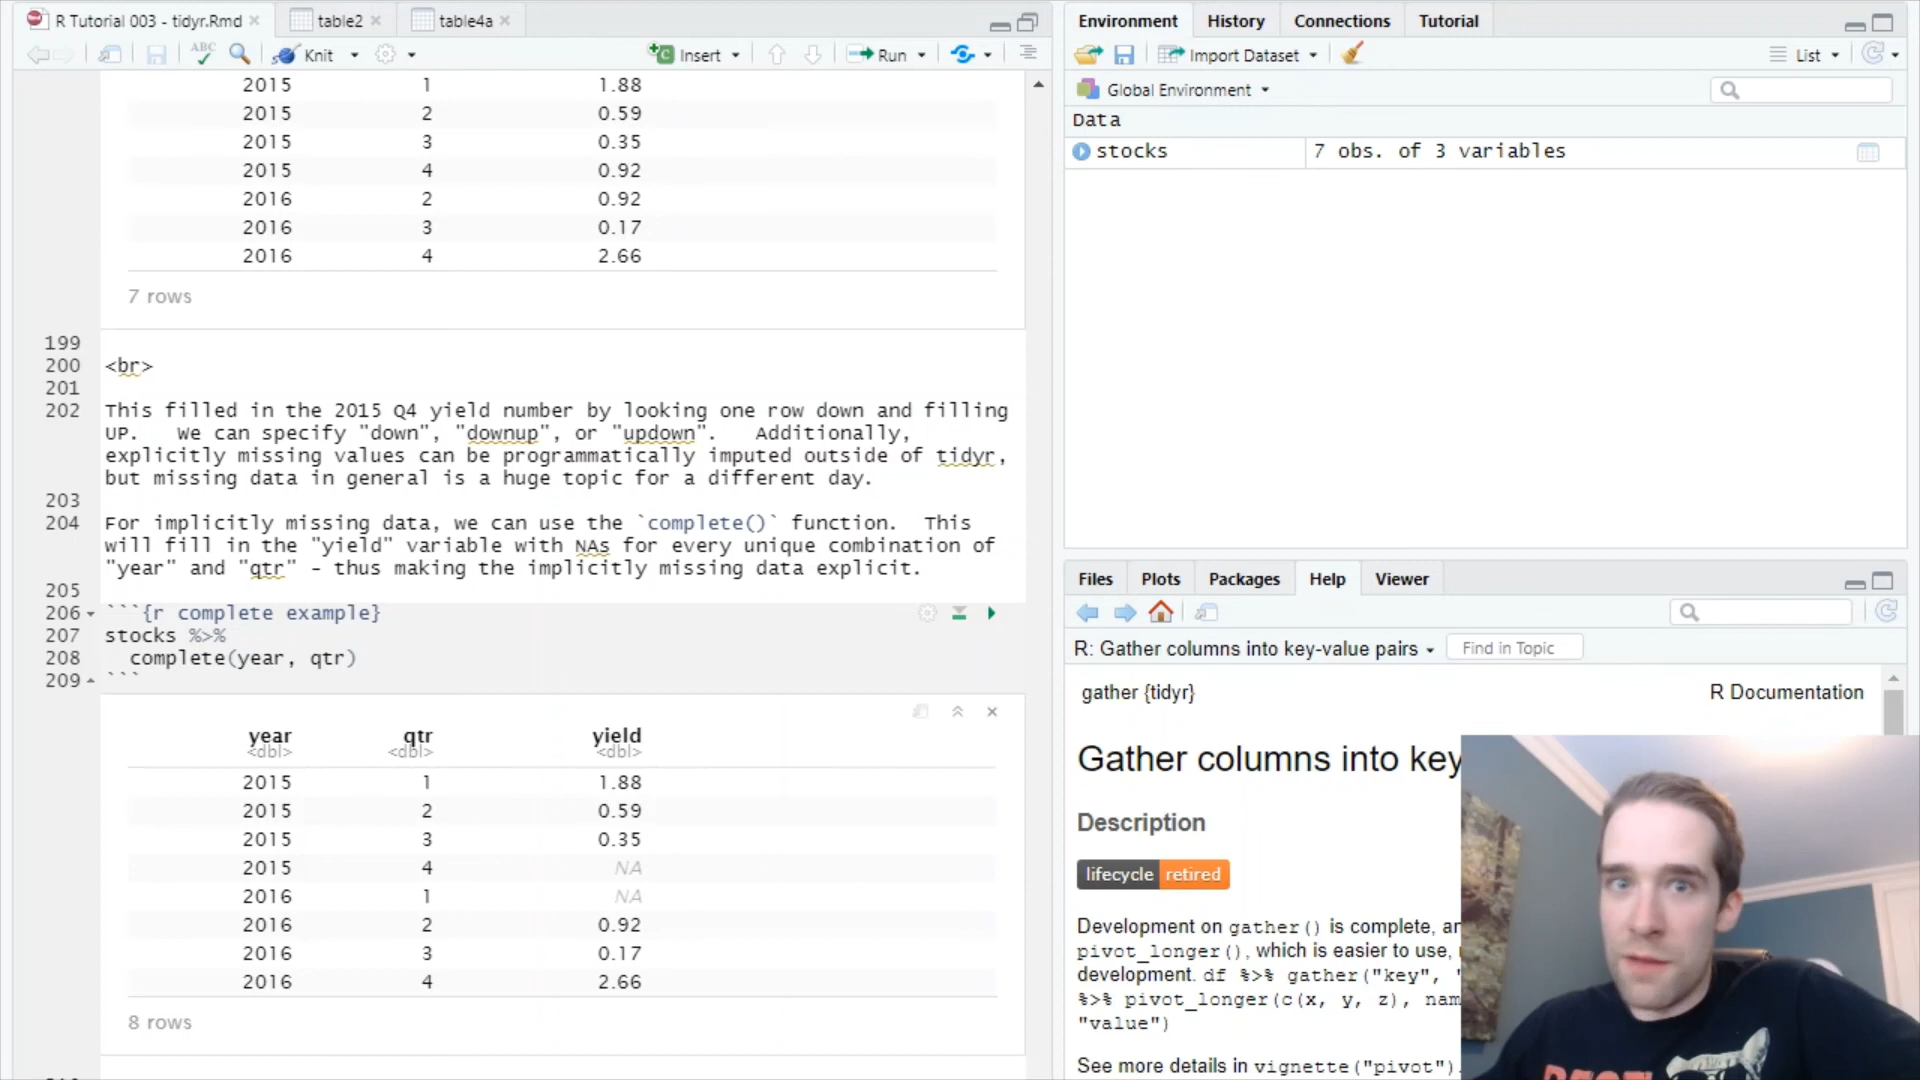 R Tutorial 003 - tidyr.Rmd
table2
table4a
ABC
Knit
Insert
Run
2015 1 1.88
2015 2 0.59
2015 3 0.35
2015 4 0.92
2016 2 0.92
2016 3 0.17
2016 4 2.66
7 rows
199
200 <br>
201
202 This filled in the 2015 Q4 yield number by looking one row down and filling
UP. We can specify "down", "downup", or "updown". Additionally,
explicitly missing values can be programmatically imputed outside of tidyr,
but missing data in general is a huge topic for a different day.
203
204 For implicitly missing data, we can use the `complete()` function. This
will fill in the "yield" variable with NAs for every unique combination of
"year" and "qtr" - thus making the implicitly missing data explicit.
205
206 ```{r complete example}
207 stocks %>%
208 complete(year, qtr)
209 ```
year qtr yield
<dbl> <dbl> <dbl>
2015 1 1.88
2015 2 0.59
2015 3 0.35
2015 4 NA
2016 1 NA
2016 2 0.92
2016 3 0.17
2016 4 2.66
8 rows
Environment History Connections Tutorial
Import Dataset
List
Global Environment
Data
stocks 7 obs. of 3 variables
Files Plots Packages Help Viewer
R: Gather columns into key-value pairs Find in Topic
gather {tidyr} R Documentation
Gather columns into key
Description
lifecycle retired
Development on gather() is complete, an
pivot_longer(), which is easier to use,
development. df %>% gather("key", 
%>% pivot_longer(c(x, y, z), nam
"value")
See more details in vignette("pivot").